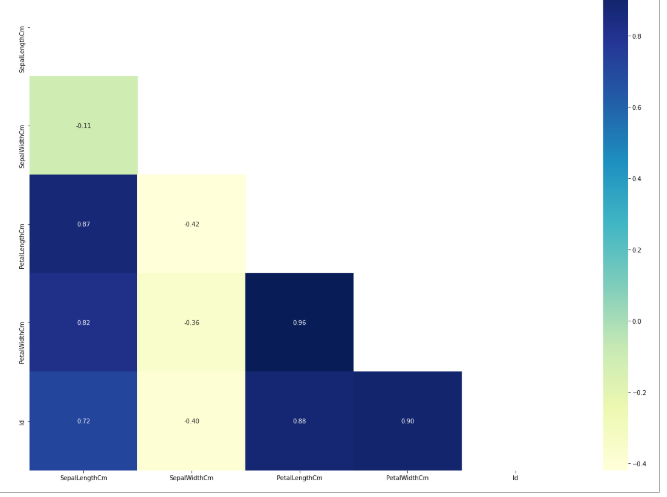 SepalLengthCm
SepalWidthCm
-0.11
PetalLengthCm
0.87 -0.42
PetalWidthCm
0.82 -0.36 0.96
Id
0.72 -0.40 0.88 0.90
SepalLengthCm SepalWidthCm PetalLengthCm PetalWidthCm Id
0.8
0.6
0.4
0.2
0.0
−0.2
−0.4